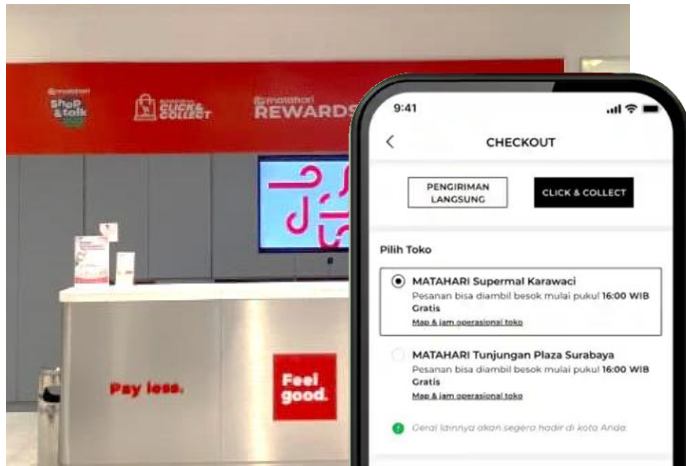 matahari
Shop
& talk
CLICK &
COLLECT
matahari
REWARDS
Pay less.
Feel
good.
9:41
CHECKOUT
PENGIRIMAN
LANGSUNG
CLICK & COLLECT
Pilih Toko
MATAHARI Supermal Karawaci
Pesanan bisa diambil besok mulai pukul 16:00 WIB
Gratis
Map & jam operasional toko
MATAHARI Tunjungan Plaza Surabaya
Pesanan bisa diambil besok mulai pukul 16:00 WIB
Gratis
Map & jam operasional toko
Gerai lainnya akan segera hadir di kota Anda.